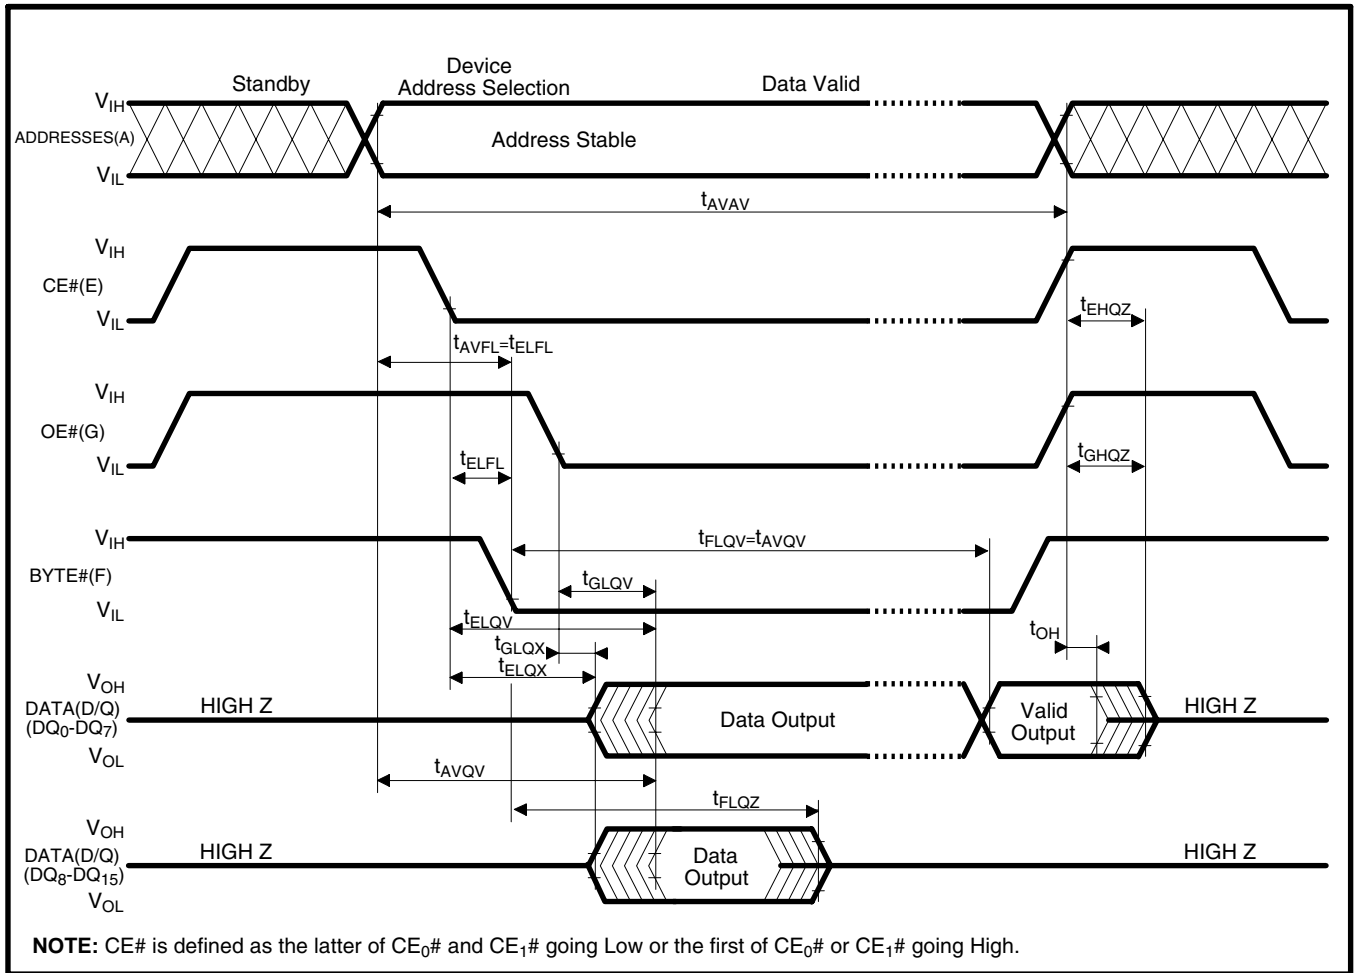 Standby
Device
Address Selection
Data Valid
VIH
ADDRESSES(A)
Address Stable
VIL
tAVAV
VIH
CE#(E)
VIL
tEHQZ
tAVFL=tELFL
VIH
OE#(G)
VIL
tELFL
tGHQZ
VIH
tFLQV=tAVQV
BYTE#(F)
tGLQV
VIL
tELQV
tOH
tGLQX
tELQX
VOH
DATA(D/Q)
(DQ0-DQ7)
VOL
HIGH Z
Data Output
Valid
Output
HIGH Z
tAVQV
tFLQZ
VOH
DATA(D/Q)
(DQ8-DQ15)
VOL
HIGH Z
Data
Output
HIGH Z
NOTE: CE# is defined as the latter of CE0# and CE1# going Low or the first of CE0# or CE1# going High.